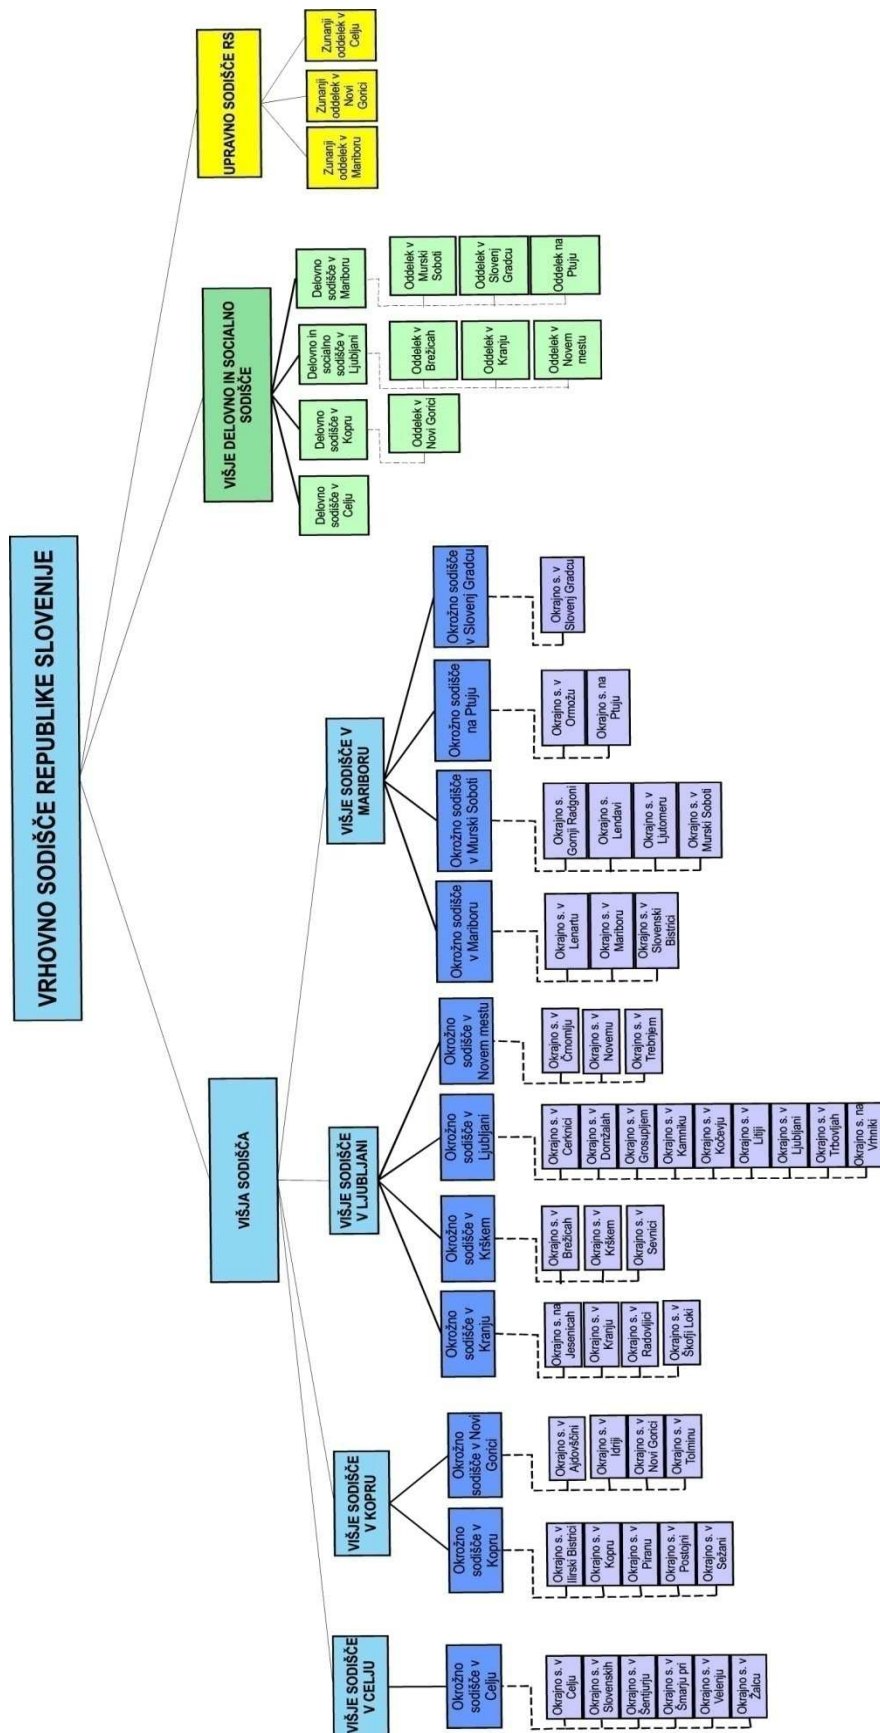 VRHOVNO SODIŠČE REPUBLIKE SLOVENIJE
VIŠJA SODIŠČA
VIŠJE DELOVNO IN SOCIALNO
SODIŠČE
UPRAVNO SODIŠČE RS
VIŠJE SODIŠČE
V CELJU
VIŠJE SODIŠČE
V KOPRU
VIŠJE SODIŠČE
V LJUBLJANI
VIŠJE SODIŠČE V
MARIBORU
Delovno
sodišče v
Celju
Delovno
sodišče v
Kopru
Delovno in
socialno
sodišče v
Ljubljani
Delovno
sodišče v
Mariboru
Zunanji
oddelek v
Mariboru
Zunanji
oddelek v
Novi
Gorici
Zunanji
oddelek v
Celju
Oddelek v
Novi Gorici
Oddelek v
Brežicah
Oddelek v
Kranju
Oddelek v
Novem
mestu
Oddelek v
Murski
Soboti
Oddelek v
Slovenj
Gradcu
Oddelek na
Ptuju
Okrožno
sodišče v
Celju
Okrožno
sodišče v
Kopru
Okrožno
sodišče v Novi
Gorici
Okrožno
sodišče v
Kranju
Okrožno
sodišče v
Krškem
Okrožno
sodišče v
Ljubljani
Okrožno
sodišče v
Novem mestu
Okrožno sodišče
v Mariboru
Okrožno sodišče
v Murski Soboti
Okrožno sodišče
na Ptuju
Okrožno sodišče
v Slovenj Gradcu
Okrajno s. v
Celju
Okrajno s. v
Slovenskih
Okrajno s. v
Šentjurju
Okrajno s. v
Šmarju pri
Okrajno s. v
Velenju
Okrajno s. v
Žalcu
Okrajno s. v
Ilirski Bistrici
Okrajno s. v
Kopru
Okrajno s. v
Piranu
Okrajno s. v
Postojni
Okrajno s. v
Sežani
Okrajno s. v
Ajdovščini
Okrajno s. v
Idriji
Okrajno s. v
Novi Gorici
Okrajno s. v
Tolminu
Okrajno s. na
Jesenicah
Okrajno s. v
Kranju
Okrajno s. v
Radovljici
Okrajno s. v
Škofji Loki
Okrajno s. v
Brežicah
Okrajno s. v
Krškem
Okrajno s. v
Sevnici
Okrajno s. v
Cerknici
Okrajno s. v
Domžalah
Okrajno s. v
Grosupljem
Okrajno s. v
Kamniku
Okrajno s. v
Kočevju
Okrajno s. v
Litiji
Okrajno s. v
Ljubljani
Okrajno s. v
Trbovljah
Okrajno s. na
Vrhniki
Okrajno s. v
Črnomlju
Okrajno s. v
Novemu
Okrajno s. v
Trebnjem
Okrajno s. v
Lenartu
Okrajno s. v
Mariboru
Okrajno s. v
Slovenski
Bistrici
Okrajno s.
Gornji Radgoni
Okrajno s. v
Lendavi
Okrajno s. v
Ljutomeru
Okrajno s. v
Murski Soboti
Okrajno s. v
Ormožu
Okrajno s. na
Ptuju
Okrajno s. v
Slovenj Gradcu